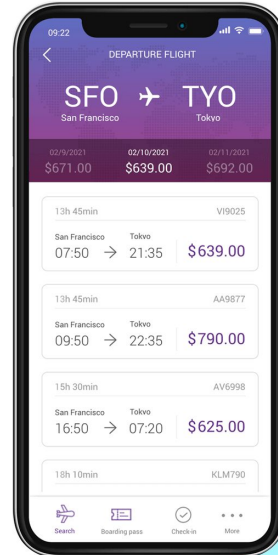 09:22
DEPARTURE FLIGHT
SFO TYO
San Francisco Tokyo
02/9/2021 02/10/2021 02/11/2021
$671.00 $639.00 $692.00
13h 45min VI9025
San Francisco Tokyo
07:50 → 21:35 $639.00
13h 45min AA9877
San Francisco Tokyo
09:50 → 22:35 $790.00
15h 30min AV6998
San Francisco Tokyo
16:50 → 07:20 $625.00
18h 10min KLM790
Search Boarding pass Check-in More